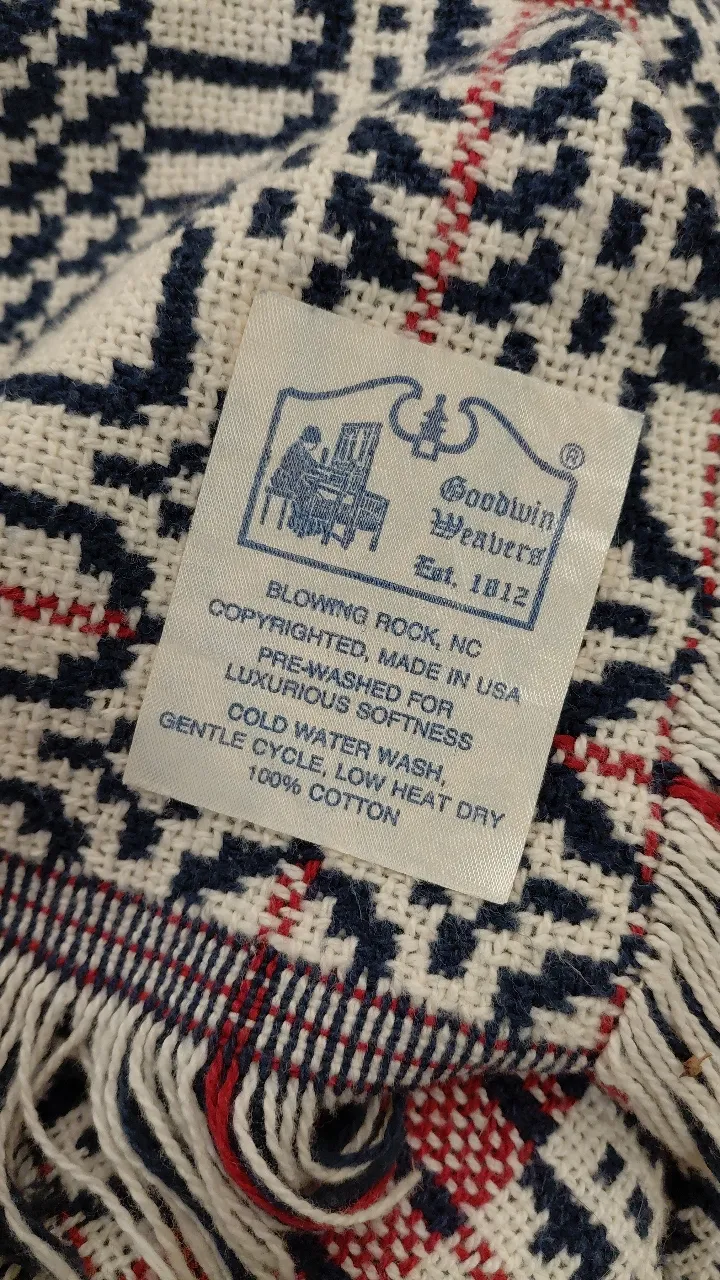 ®
Goodwin
Weavers
Est. 1812
BLOWING ROCK, NC
COPYRIGHTED, MADE IN USA
PRE-WASHED FOR
LUXURIOUS SOFTNESS
COLD WATER WASH,
GENTLE CYCLE, LOW HEAT DRY
100% COTTON